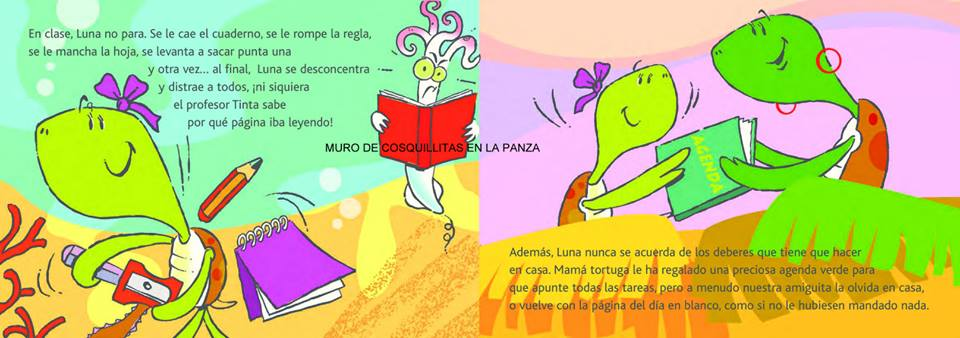 En clase, Luna no para. Se le cae el cuaderno, se le rompe la regla,
se le mancha la hoja, se levanta a sacar punta una
y otra vez... al final, Luna se desconcentra
y distrae a todos, ¡ni siquiera
el profesor Tinta sabe
por qué página iba leyendo!
MURO DE COSQUILLITAS EN LA PANZA
AGENDA
Además, Luna nunca se acuerda de los deberes que tiene que hacer
en casa. Mamá tortuga le ha regalado una preciosa agenda verde para
que apunte todas las tareas, pero a menudo nuestra amiguita la olvida en casa,
o vuelve con la página del día en blanco, como si no le hubiesen mandado nada.